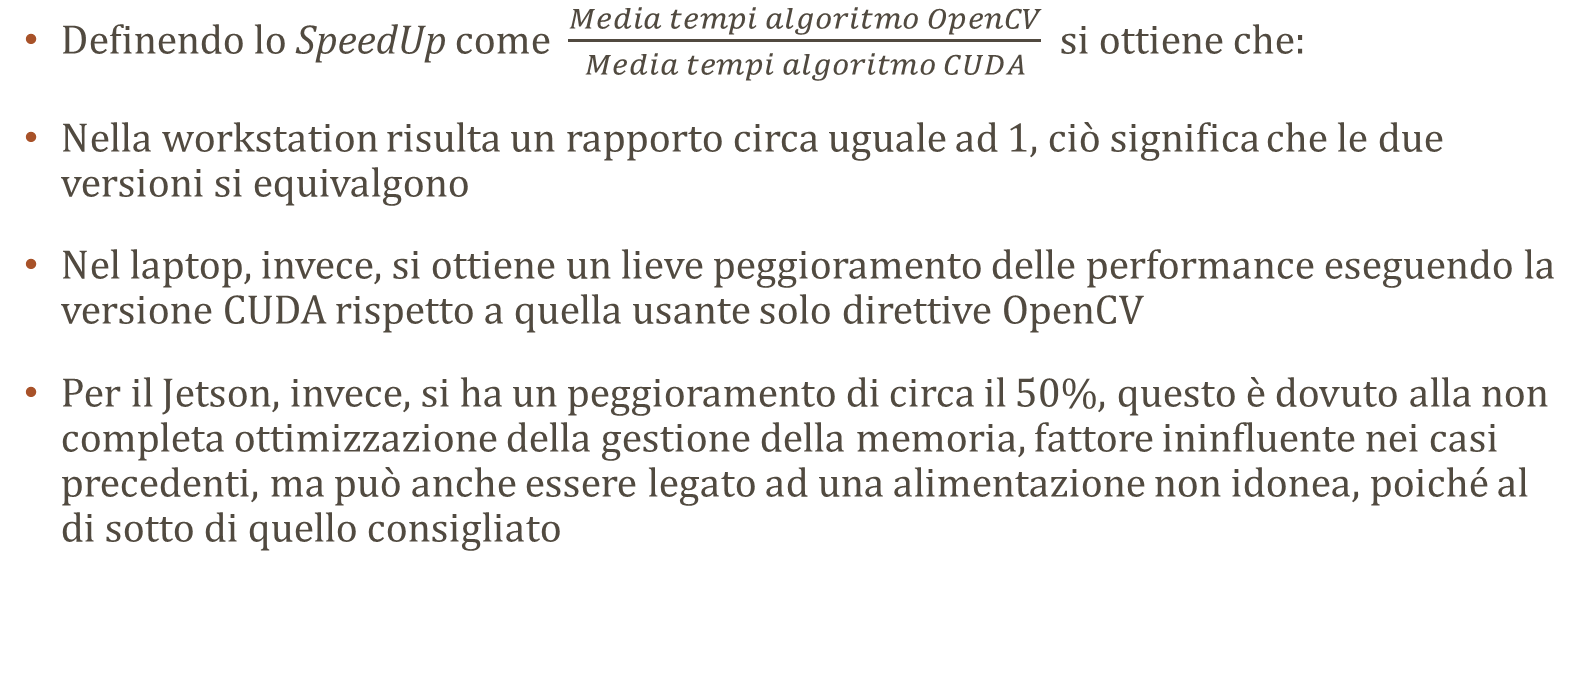 • Definendo lo SpeedUp come Media tempi algoritmo OpenCV / Media tempi algoritmo CUDA si ottiene che:
• Nella workstation risulta un rapporto circa uguale ad 1, ciò significa che le due
versioni si equivalgono
• Nel laptop, invece, si ottiene un lieve peggioramento delle performance eseguendo la
versione CUDA rispetto a quella usante solo direttive OpenCV
• Per il Jetson, invece, si ha un peggioramento di circa il 50%, questo è dovuto alla non
completa ottimizzazione della gestione della memoria, fattore ininfluente nei casi
precedenti, ma può anche essere legato ad una alimentazione non idonea, poiché al
di sotto di quello consigliato